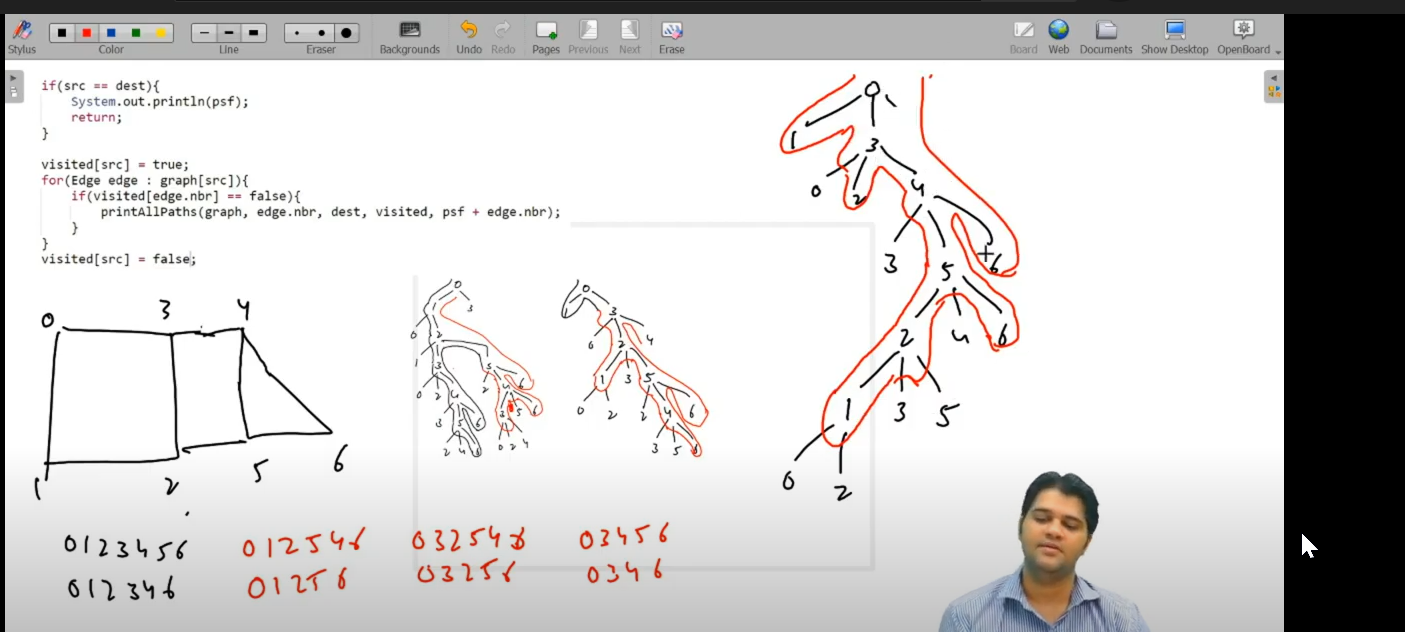 Stylus
Color
Line
Eraser
Backgrounds
Undo
Redo
Pages
Previous
Next
Erase
Board
Web
Documents
Show Desktop
OpenBoard
if(src == dest){
System.out.println(psf);
return;
}
visited[src] = true;
for(Edge edge : graph[src]){
if(visited[edge.nbr] == false){
printAllPaths(graph, edge.nbr, dest, visited, psf + edge.nbr);
}
}
visited[src] = false;
0 3 4
1 2 5 6
0
1 3
0 2 4
3 5 6
2 4 6
1 3 5
0 2
0123456 012546 032546 03456
012346 01256 03256 0346